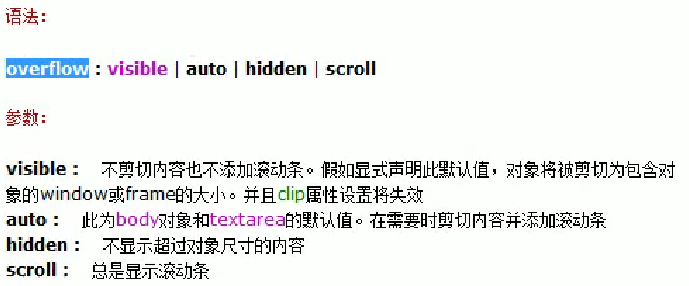 语法：
overflow : visible | auto | hidden | scroll
参数：
visible： 不剪切内容也不添加滚动条。假如显式声明此默认值，对象将被剪切为包含对
象的window或frame的大小。并且clip属性设置将失效
auto： 此为body对象和textarea的默认值。在需要时剪切内容并添加滚动条
hidden： 不显示超过对象尺寸的内容
scroll： 总是显示滚动条